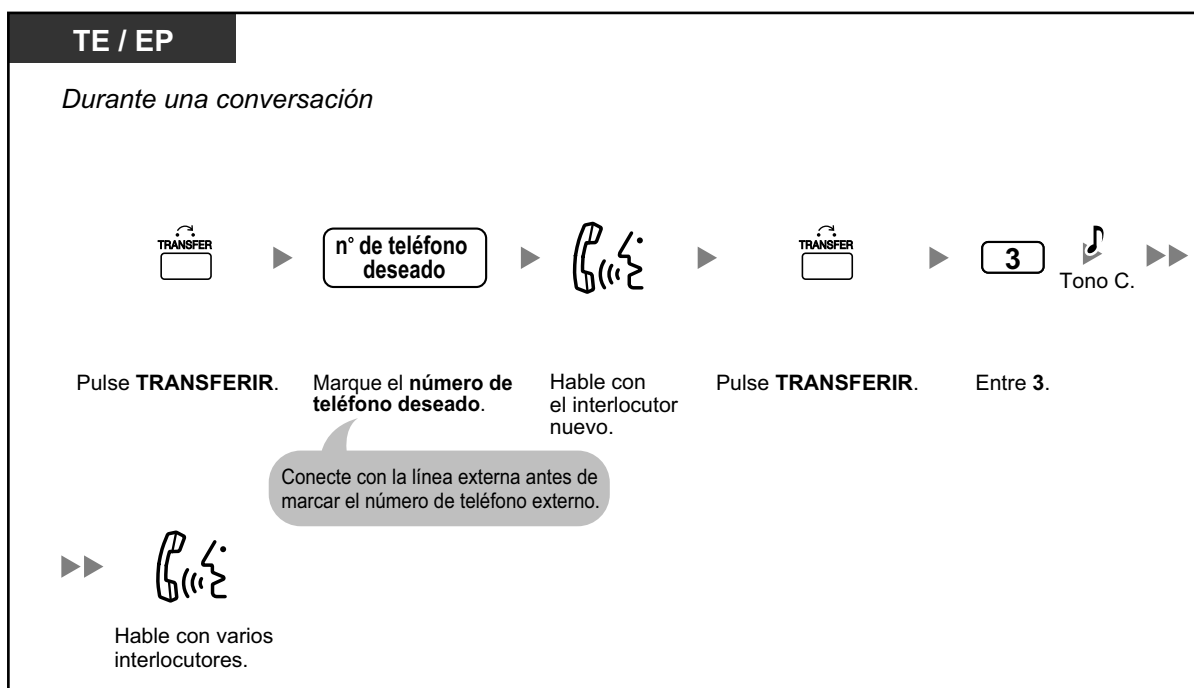 TE / EP
Durante una conversación
TRANSFER
n° de teléfono
deseado
TRANSFER
3
Tono C.
Pulse TRANSFERIR.
Marque el número de
teléfono deseado.
Hable con
el interlocutor
nuevo.
Pulse TRANSFERIR.
Entre 3.
Conecte con la línea externa antes de
marcar el número de teléfono externo.
Hable con varios
interlocutores.